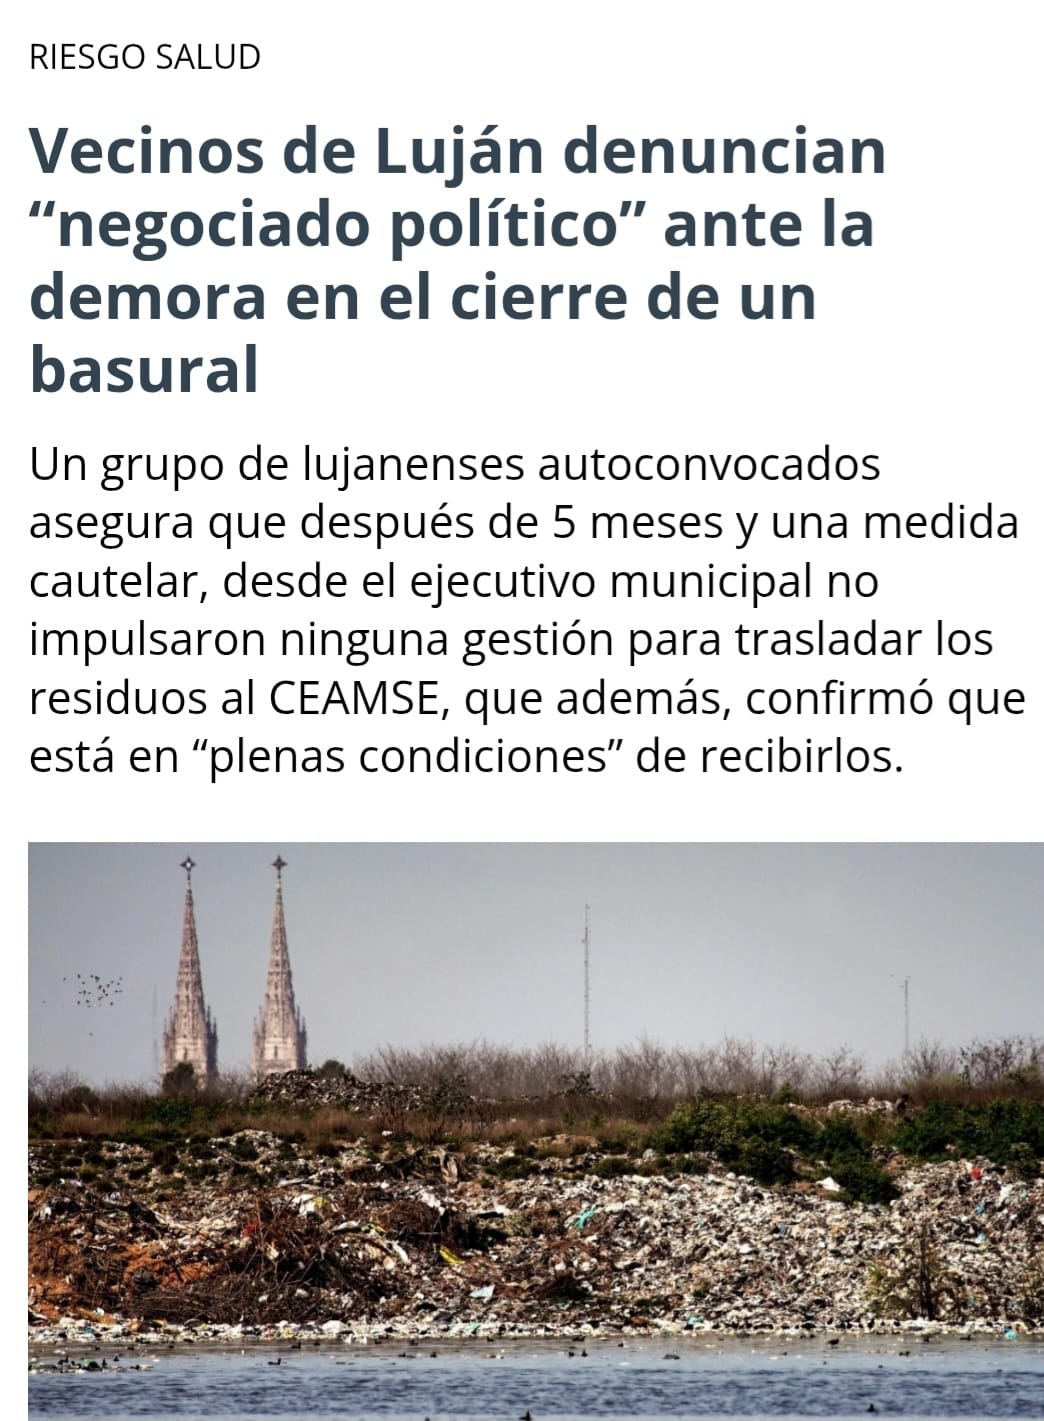 RIESGO SALUD
Vecinos de Luján denuncian
“negociado político” ante la
demora en el cierre de un
basural
Un grupo de lujanenses autoconvocados
asegura que después de 5 meses y una medida
cautelar, desde el ejecutivo municipal no
impulsaron ninguna gestión para trasladar los
residuos al CEAMSE, que además, confirmó que
está en “plenas condiciones” de recibirlos.